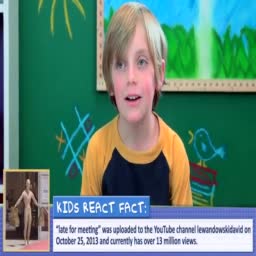 KIDS REACT FACT:
"late for meeting" was uploaded to the YouTube channel lewandowskidavid on
October 25, 2013 and currently has over 13 million views.